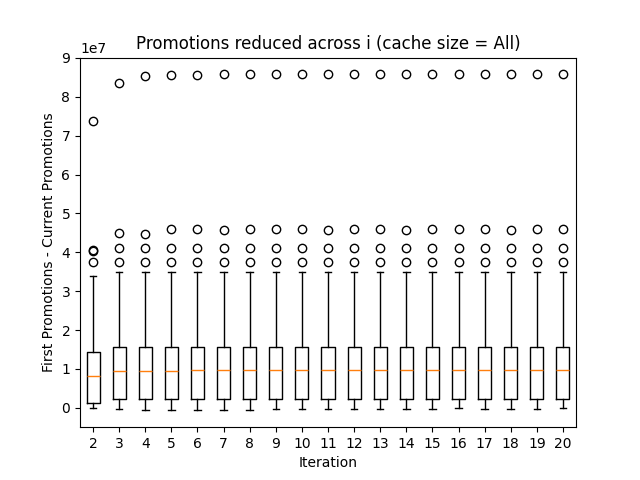 Promotions reduced across i (cache size = All)
1e7
First Promotions - Current Promotions
9
8
7
6
5
4
3
2
1
0
2 3 4 5 6 7 8 9 10 11 12 13 14 15 16 17 18 19 20
Iteration